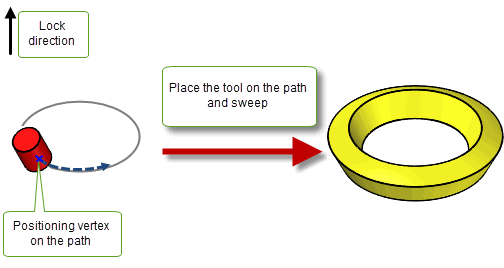 Lock
direction
Place the tool on the path
and sweep
Positioning vertex
on the path